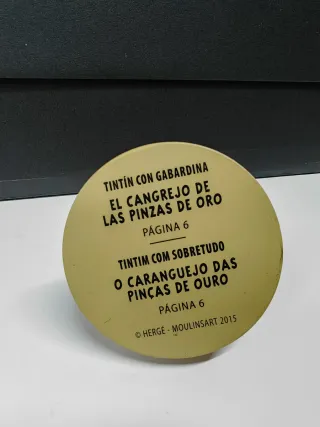 TINTÍN CON GABARDINA
EL CANGREJO DE
LAS PINZAS DE ORO
PÁGINA 6
TINTIM COM SOBRETUDO
O CARANGUEJO DAS
PINÇAS DE OURO
PÁGINA 6
© HERGÉ - MOULINSART 2015